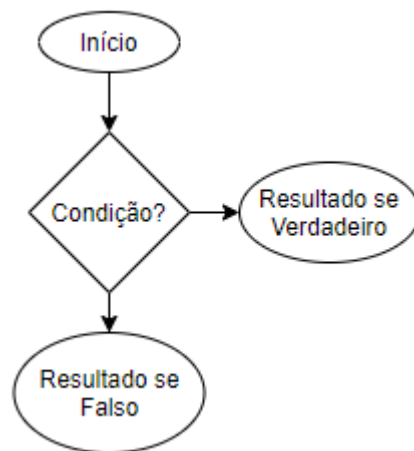 Início
Condição?
Resultado se
Verdadeiro
Resultado se
Falso